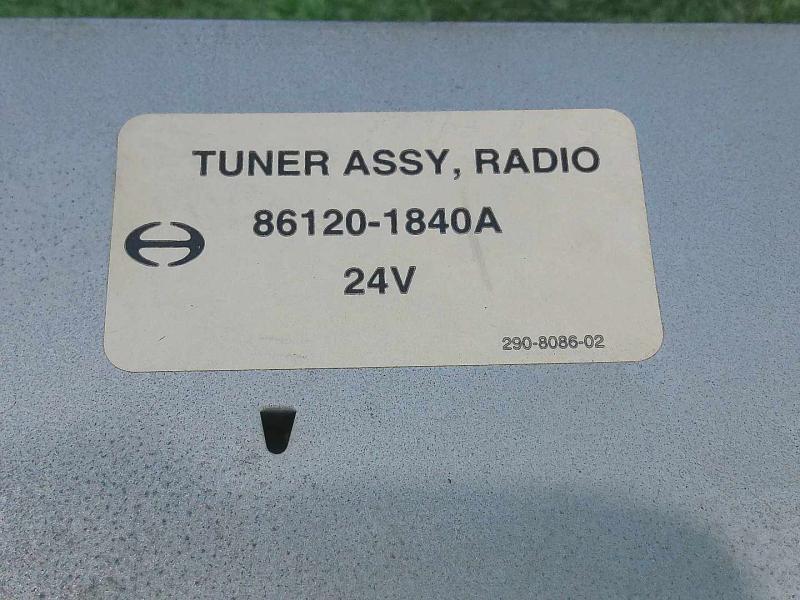 TUNER ASSY, RADIO
86120-1840A
24V
290-8086-02